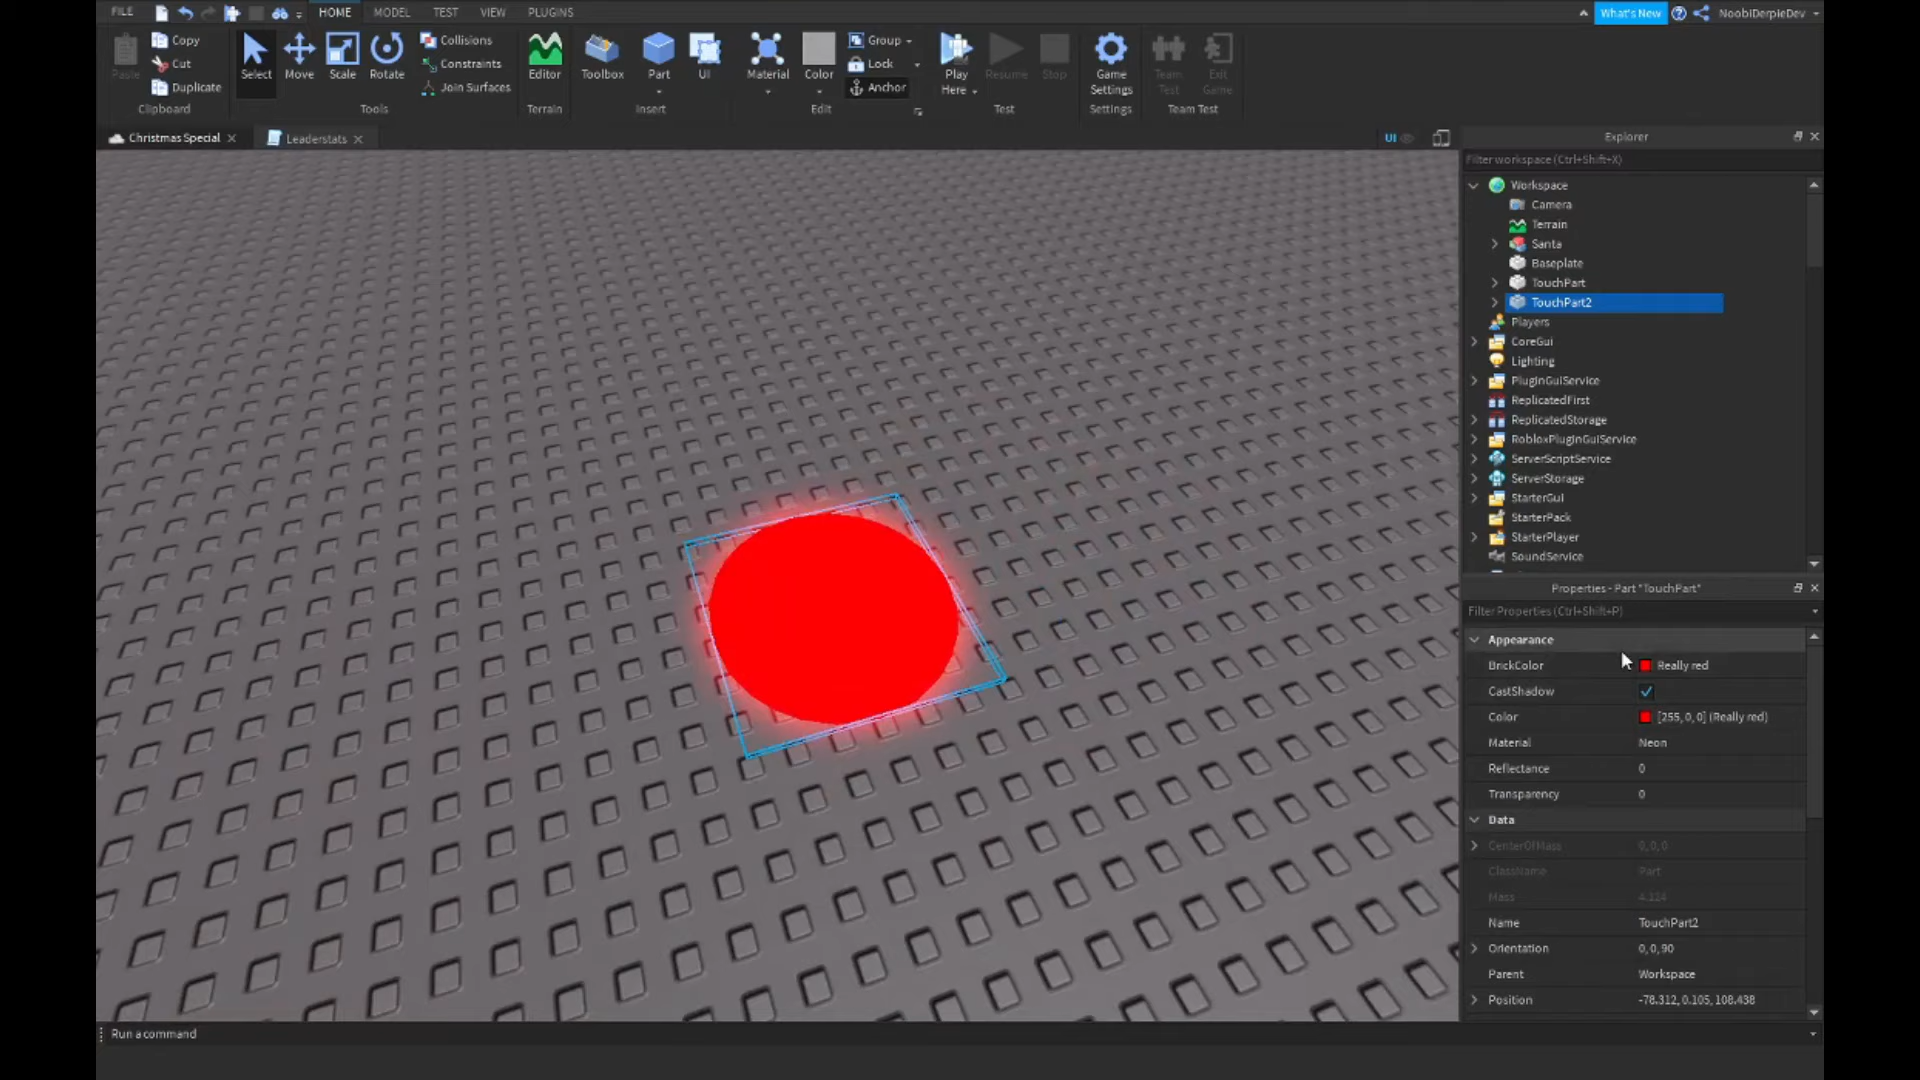 FILE HOME MODEL TEST VIEW PLUGINS What's New NoobiDerpieDev
Copy
Cut
Duplicate
Paste
Clipboard
Select Move Scale Rotate
Collisions
Constraints
Join Surfaces
Tools
Editor
Terrain
Toolbox Part UI
Insert
Material Color
Group
Lock
Anchor
Edit
Play
Here
Resume Stop
Test
Game
Settings
Settings
Team
Test
Exit
Game
Team Test
Christmas Special
Leaderstats
UI
Explorer
Filter workspace (Ctrl+Shift+X)
Workspace
Camera
Terrain
Santa
Baseplate
TouchPart
TouchPart2
Players
CoreGui
Lighting
PluginGuiService
ReplicatedFirst
ReplicatedStorage
RobloxPluginGuiService
ServerScriptService
ServerStorage
StarterGui
StarterPack
StarterPlayer
SoundService
Properties - Part "TouchPart"
Filter Properties (Ctrl+Shift+P)
Appearance
BrickColor Really red
CastShadow
Color [255, 0, 0] (Really red)
Material Neon
Reflectance 0
Transparency 0
Data
CenterOfMass 0, 0, 0
ClassName Part
Mass 4.124
Name TouchPart2
Orientation 0, 0, 90
Parent Workspace
Position -78.312, 0.105, 108.438
Run a command